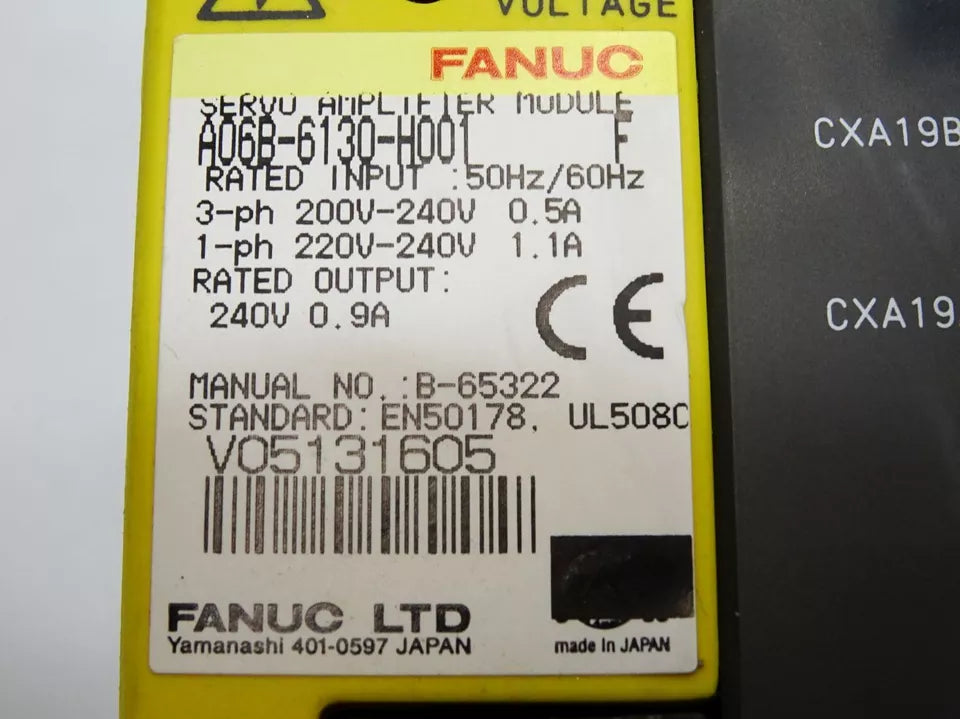 VOLTAGE
FANUC
SERVO AMPLIFIER MODULE
A06B-6130-H001 F
RATED INPUT :50Hz/60Hz
3-ph 200V-240V 0.5A
1-ph 220V-240V 1.1A
RATED OUTPUT:
240V 0.9A
CE
MANUAL NO.:B-65322
STANDARD: EN50178, UL508C
V05131605
FANUC LTD
Yamanashi 401-0597 JAPAN
made in JAPAN
CXA19B
CXA19